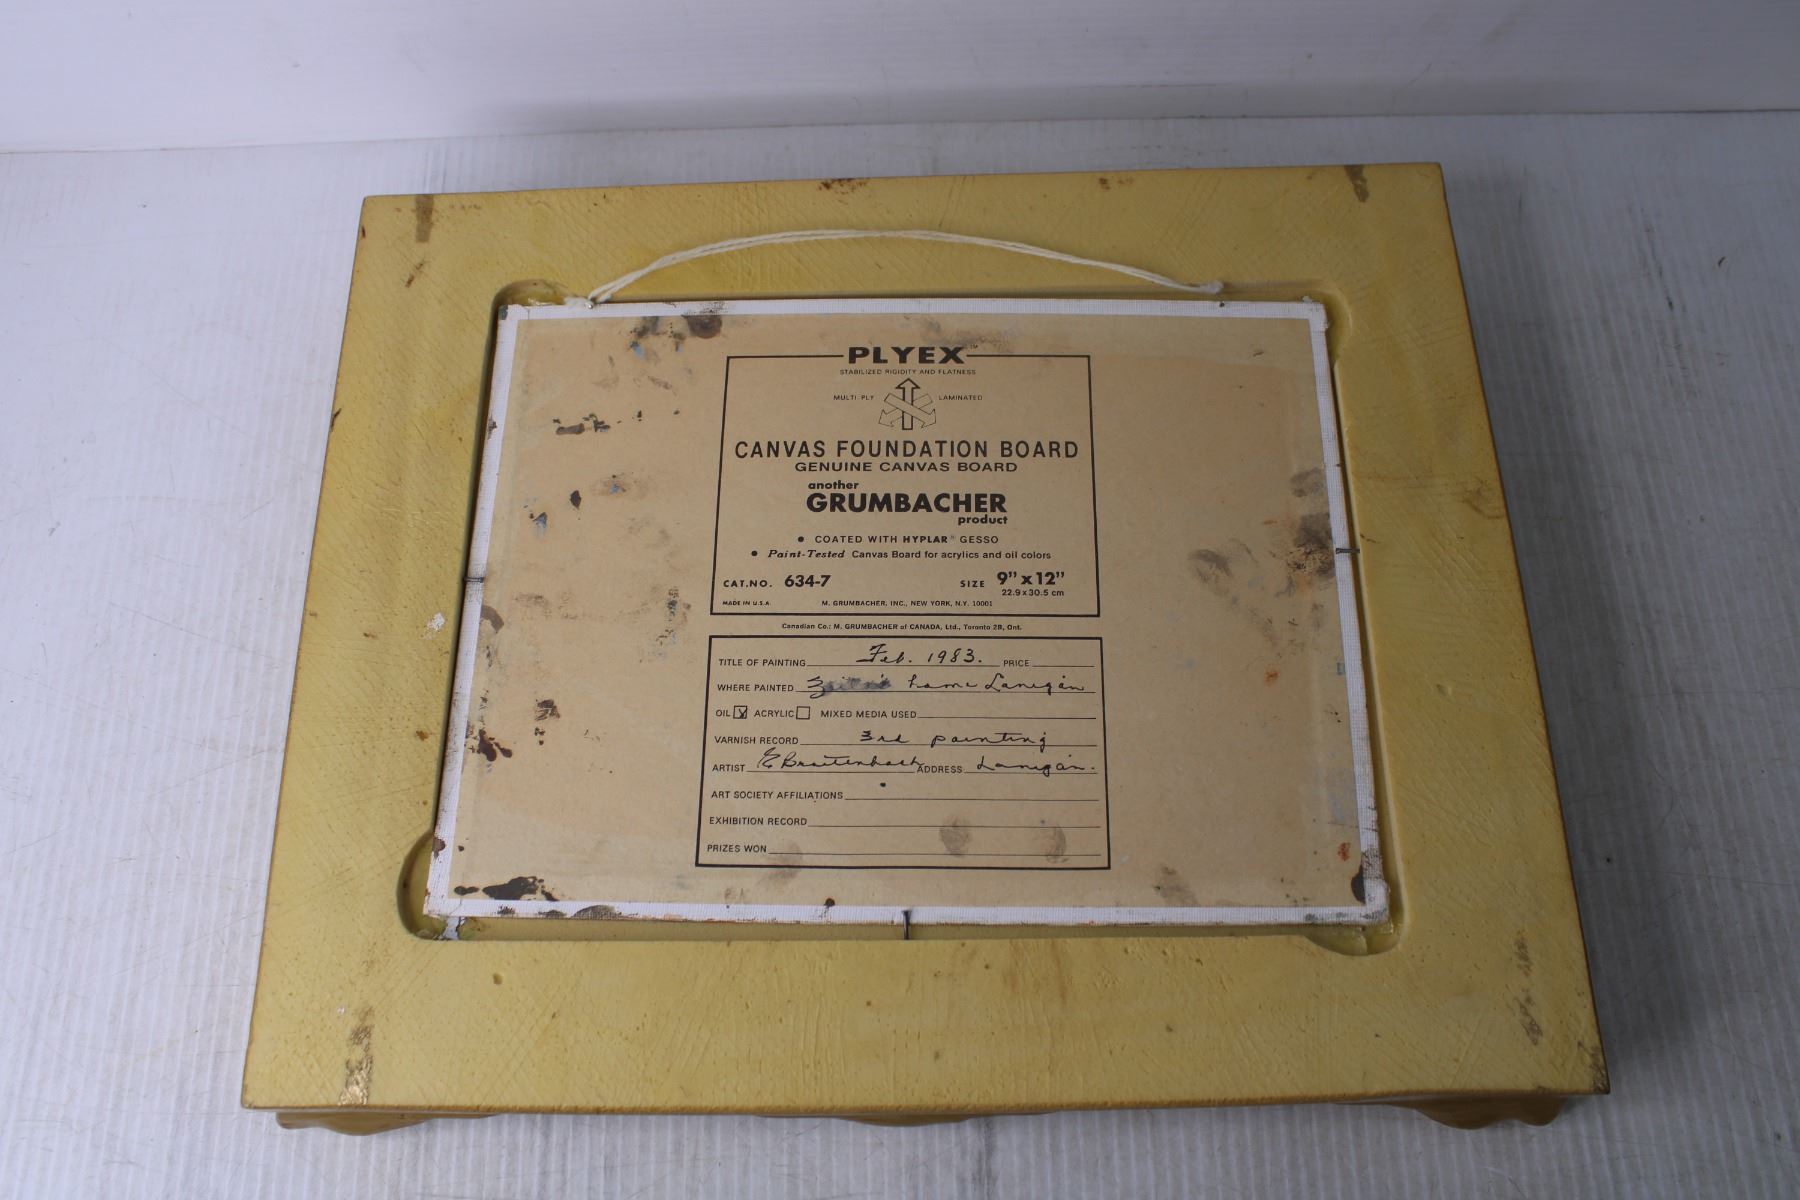 PLYEX™
STABILIZED RIGIDITY AND FLATNESS
MULTI PLY LAMINATED
CANVAS FOUNDATION BOARD
GENUINE CANVAS BOARD
another
GRUMBACHER
product
• COATED WITH HYPLAR® GESSO
• Paint-Tested Canvas Board for acrylics and oil colors
CAT. NO. 634-7 SIZE 9" x 12"
22.9 x 30.5 cm
MADE IN U.S.A. M. GRUMBACHER, INC., NEW YORK, N.Y. 10001
Canadian Co.: M. GRUMBACHER of CANADA, Ltd., Toronto 2B, Ont.
TITLE OF PAINTING Feb. 1983. PRICE
WHERE PAINTED home Lanigan
OIL X ACRYLIC MIXED MEDIA USED
VARNISH RECORD 3rd painting
ARTIST E Braitenbach ADDRESS Lanigan.
ART SOCIETY AFFILIATIONS
EXHIBITION RECORD
PRIZES WON